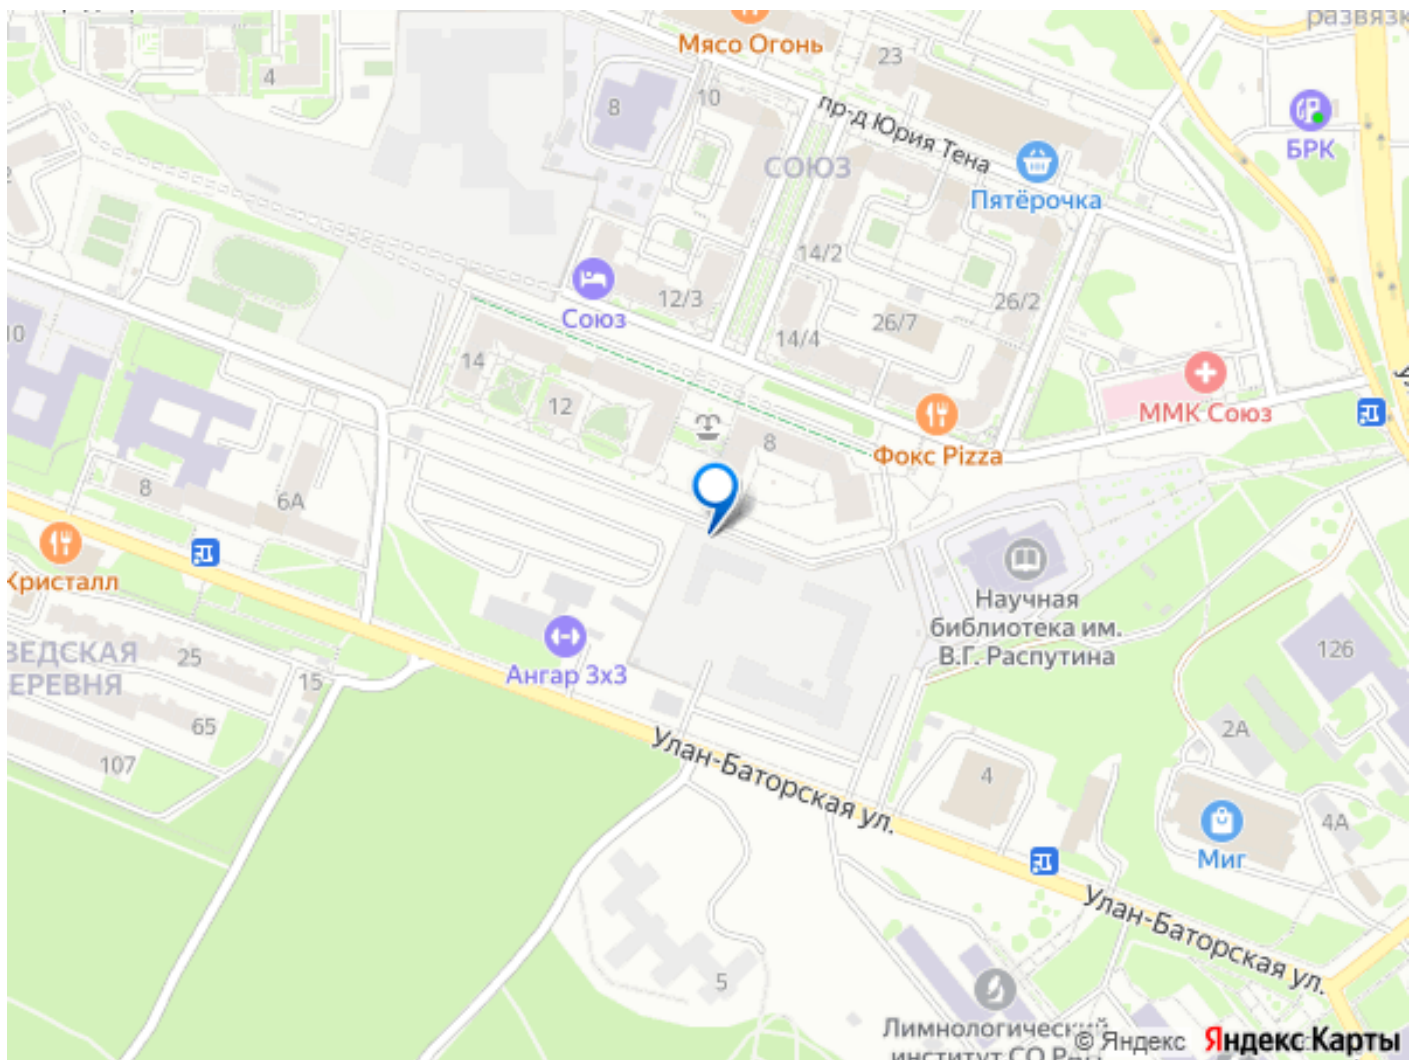 развязк
Мясо Огонь
23
4
8
10
пр-д Юрия Тена
БРК
СОЮЗ
Пятёрочка
14/2
12/3
26/2
Союз
26/7
14/4
10
14
12
ММК Союз
8
Фокс Pizza
8
6А
Кристалл
Научная
библиотека им.
В.Г. Распутина
ВЕДСКАЯ
ЕРЕВНЯ
25
15
Ангар 3х3
126
65
107
2А
Улан-Баторская ул.
4
4А
Миг
Улан-Баторская ул.
5
Лимнологический
институт СО
© Яндекс
Яндекс Карты